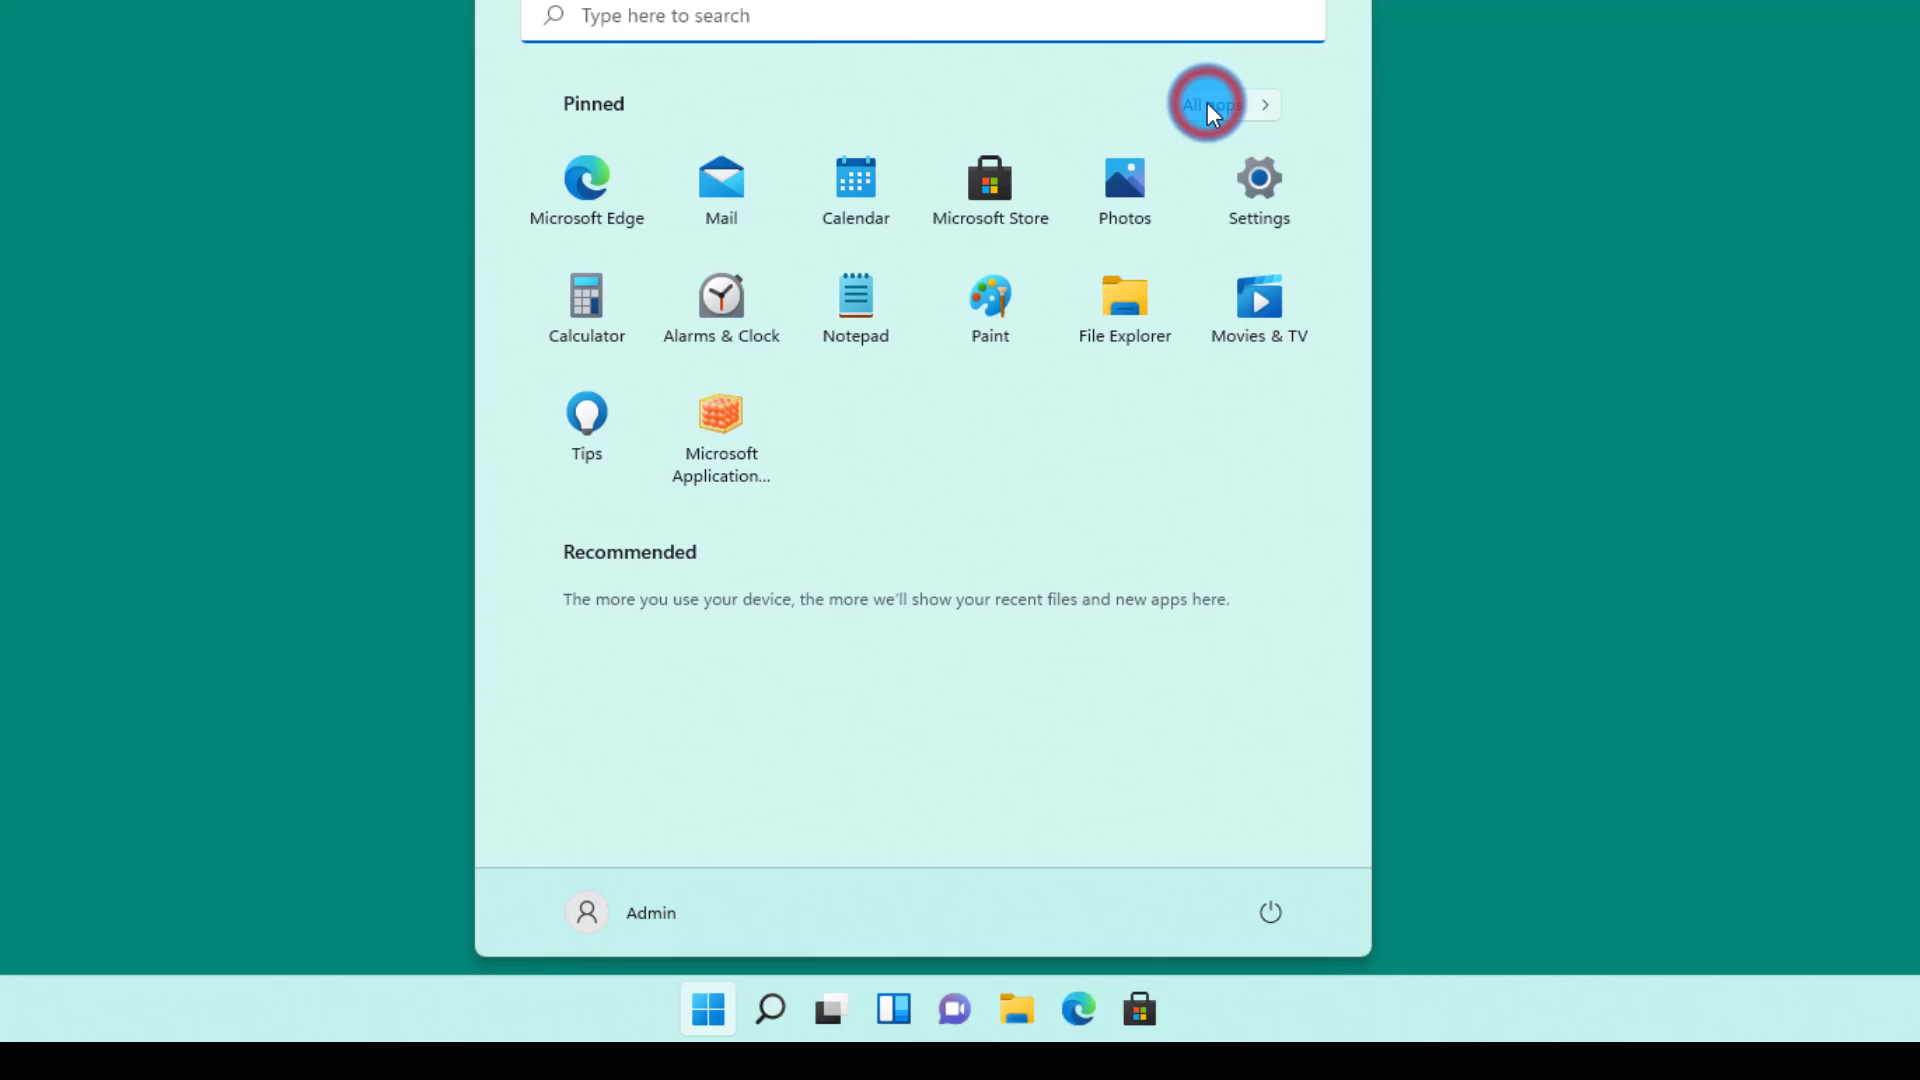 Type here to search
Pinned
All apps
Microsoft Edge
Mail
Calendar
Microsoft Store
Photos
Settings
Calculator
Alarms & Clock
Notepad
Paint
File Explorer
Movies & TV
Tips
Microsoft
Application...
Recommended
The more you use your device, the more we'll show your recent files and new apps here.
Admin